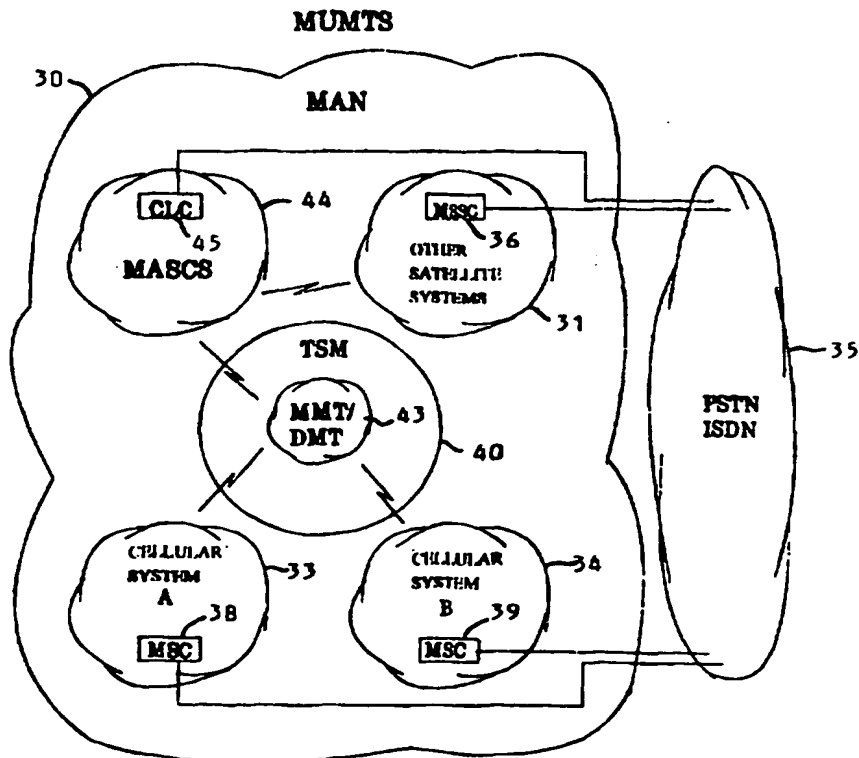 MUMTS
30
MAN
CLC
45
44
MASCS
MSSC
36
OTHER
SATELLITE
SYSTEMS
31
TSM
MMT/
DMT
43
40
35
PSTN
ISDN
CELLULAR
SYSTEM
A
33
38
MSC
CELLULAR
SYSTEM
B
34
39
MSC